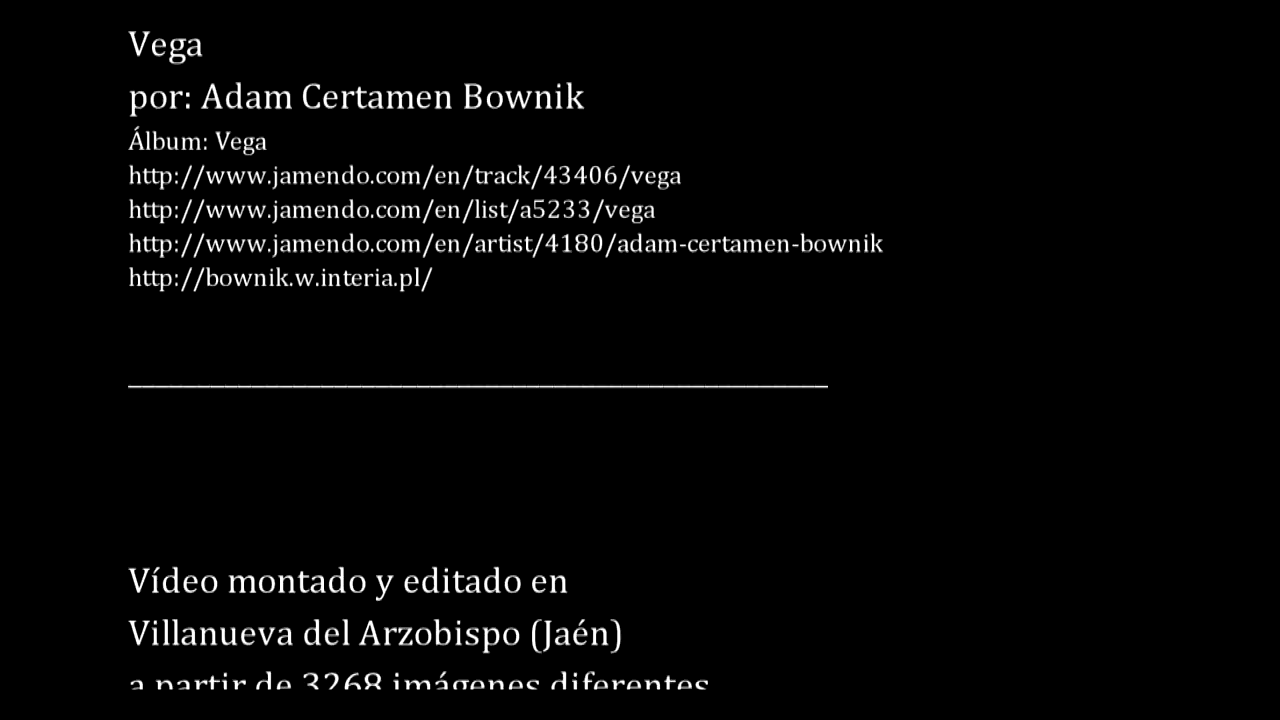 Vega
por: Adam Certamen Bownik
Álbum: Vega
http://www.jamendo.com/en/track/43406/vega
http://www.jamendo.com/en/list/a5233/vega
http://www.jamendo.com/en/artist/4180/adam-certamen-bownik
http://bownik.w.interia.pl/
Vídeo montado y editado en
Villanueva del Arzobispo (Jaén)
a partir de 3268 imágenes diferentes